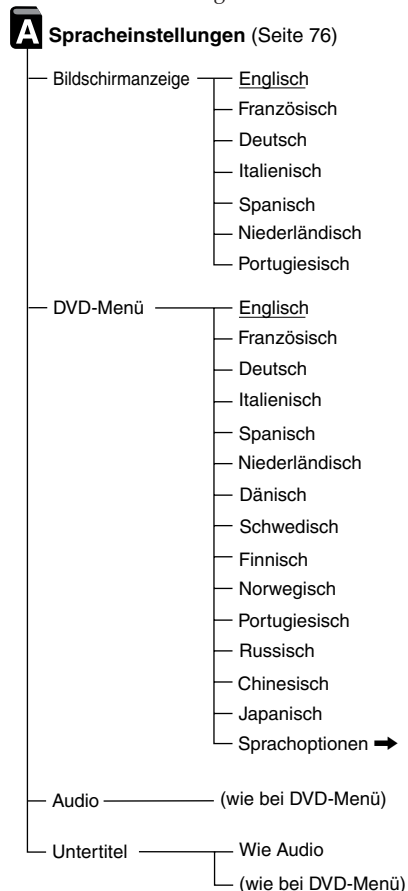 A Spracheinstellungen (Seite 76)
Bildschirmanzeige Englisch
Französisch
Deutsch
Italienisch
Spanisch
Niederländisch
Portugiesisch
DVD-Menü Englisch
Französisch
Deutsch
Italienisch
Spanisch
Niederländisch
Dänisch
Schwedisch
Finnisch
Norwegisch
Portugiesisch
Russisch
Chinesisch
Japanisch
Sprachoptionen ➡
Audio (wie bei DVD-Menü)
Untertitel Wie Audio
(wie bei DVD-Menü)